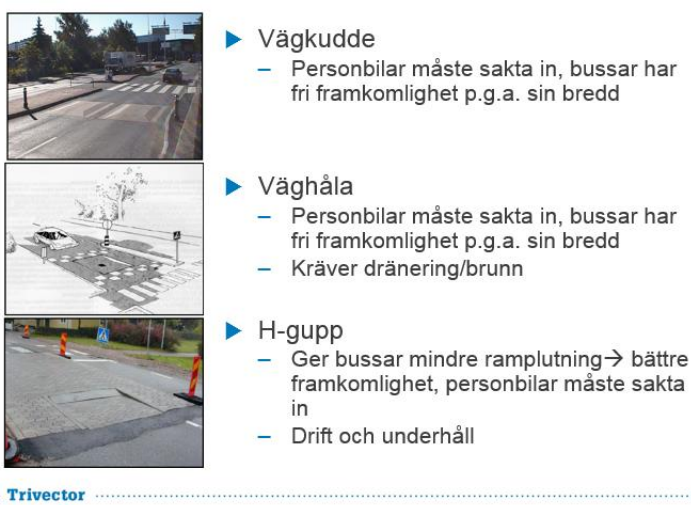 Vägkudde
– Personbilar måste sakta in, bussar har
fri framkomlighet p.g.a. sin bredd
Väghåla
– Personbilar måste sakta in, bussar har
fri framkomlighet p.g.a. sin bredd
– Kräver dränering/brunn
H-gupp
– Ger bussar mindre ramplutning→ bättre
framkomlighet, personbilar måste sakta
in
– Drift och underhåll
Trivector